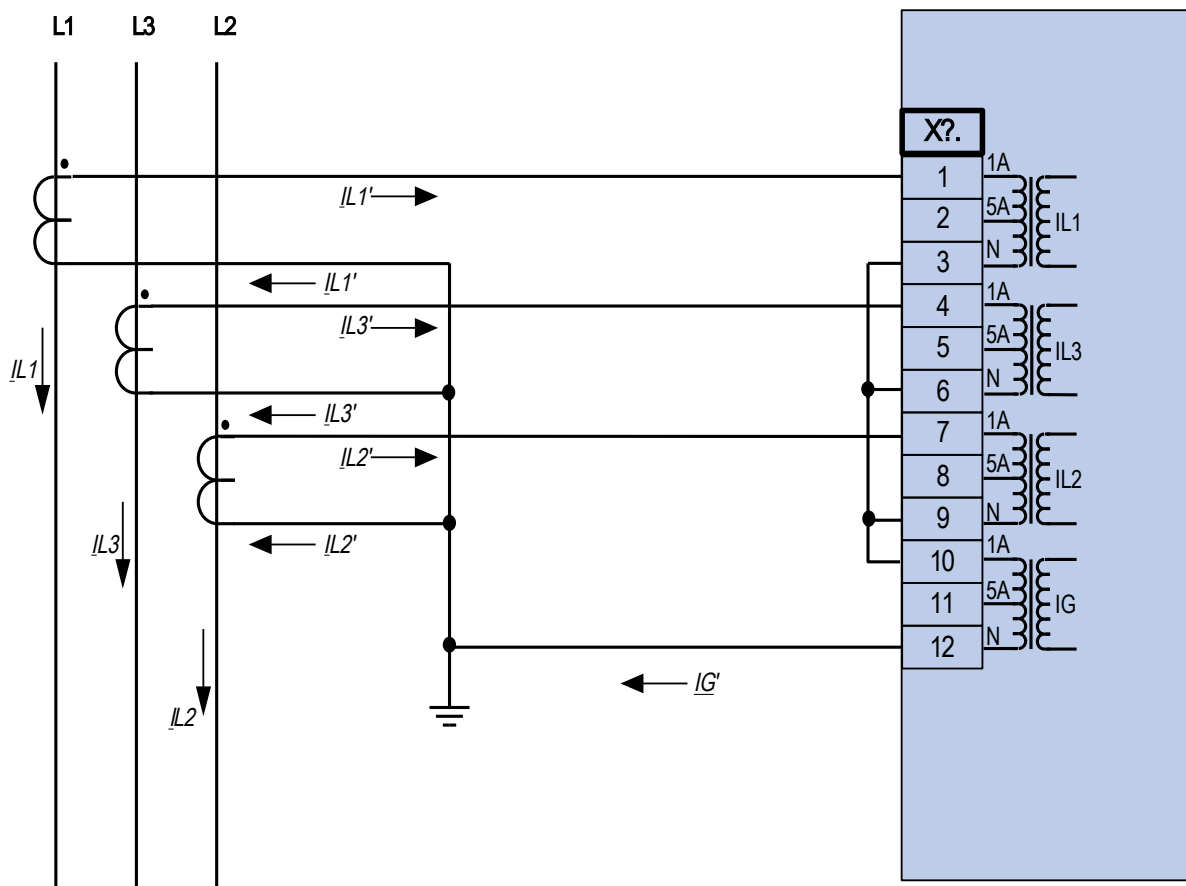 L1 L3 L2
X?.
1 1A
IL1'
2 5A IL1
3 N
IL1'
4 1A
IL3'
IL1
5 5A IL3
6 N
IL3'
7 1A
IL2'
8 5A IL2
9 N
IL3
IL2'
10 1A
11 5A IG
12 N
IG'
IL2